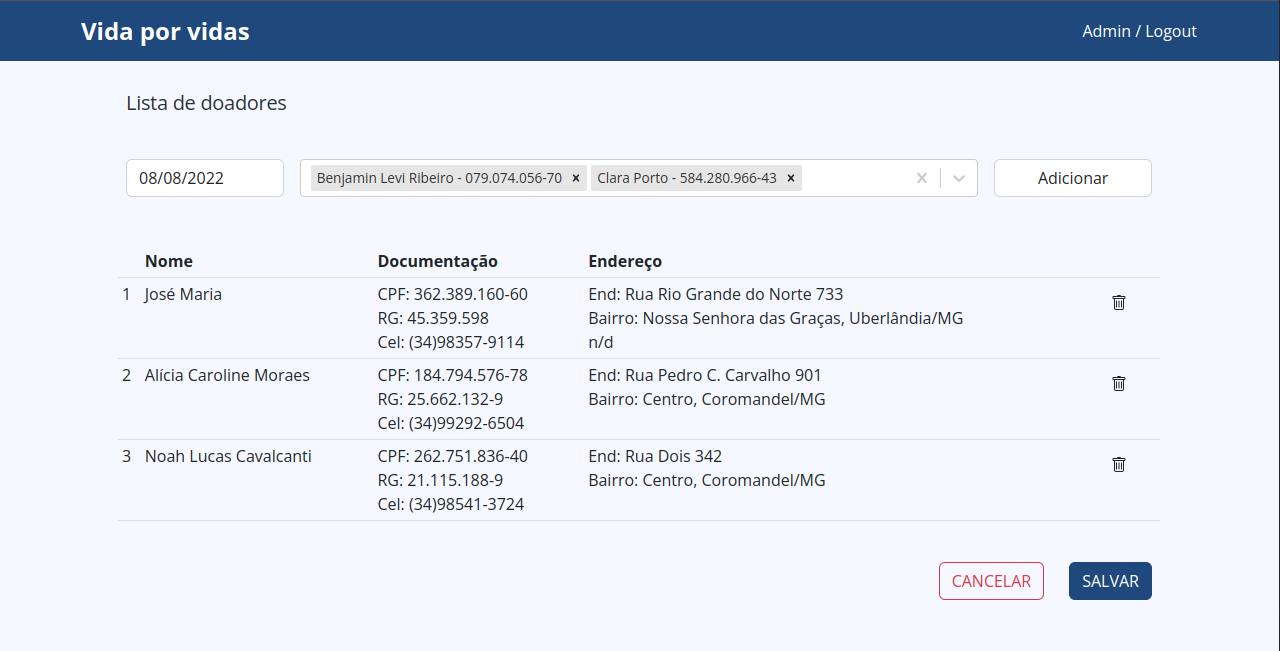 Vida por vidas
Admin / Logout
Lista de doadores
08/08/2022
Benjamin Levi Ribeiro - 079.074.056-70 × Clara Porto - 584.280.966-43 ×
Adicionar
Nome Documentação Endereço
1 José Maria CPF: 362.389.160-60 End: Rua Rio Grande do Norte 733
RG: 45.359.598 Bairro: Nossa Senhora das Graças, Uberlândia/MG
Cel: (34)98357-9114 n/d
2 Alícia Caroline Moraes CPF: 184.794.576-78 End: Rua Pedro C. Carvalho 901
RG: 25.662.132-9 Bairro: Centro, Coromandel/MG
Cel: (34)99292-6504
3 Noah Lucas Cavalcanti CPF: 262.751.836-40 End: Rua Dois 342
RG: 21.115.188-9 Bairro: Centro, Coromandel/MG
Cel: (34)98541-3724
CANCELAR
SALVAR